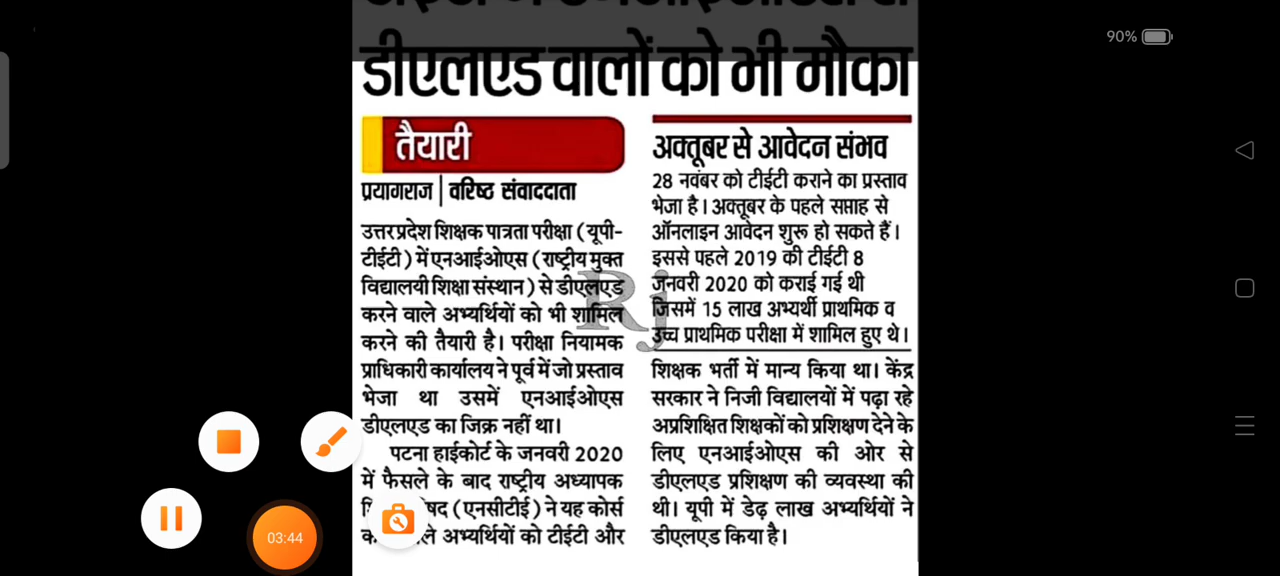 90%
डीएलएड वालों को भी मौका
तैयारी
प्रयागराज | वरिष्ठ संवाददाता
उत्तर प्रदेश शिक्षक पात्रता परीक्षा (यूपी-
टीईटी) में एनआईओएस (राष्ट्रीय मुक्त
विद्यालयी शिक्षा संस्थान) से डीएलएड
करने वाले अभ्यर्थियों को भी शामिल
करने की तैयारी है। परीक्षा नियामक
प्राधिकारी कार्यालय ने पूर्व में जो प्रस्ताव
भेजा था उसमें एनआईओएस
डीएलएड का जिक्र नहीं था।
पटना हाईकोर्ट के जनवरी 2020
में फैसले के बाद राष्ट्रीय अध्यापक
(एनसीटीई) ने यह कोर्स
अभ्यर्थियों को टीईटी और
अक्तूबर से आवेदन संभव
28 नवंबर को टीईटी कराने का प्रस्ताव
भेजा है। अक्तूबर के पहले सप्ताह से
ऑनलाइन आवेदन शुरू हो सकते हैं।
इससे पहले 2019 की टीईटी 8
जनवरी 2020 को कराई गई थी
जिसमें 15 लाख अभ्यर्थी प्राथमिक व
उच्च प्राथमिक परीक्षा में शामिल हुए थे।
शिक्षक भर्ती में मान्य किया था। केंद्र
सरकार ने निजी विद्यालयों में पढ़ा रहे
अप्रशिक्षित शिक्षकों को प्रशिक्षण देने के
लिए एनआईओएस की ओर से
डीएलएड प्रशिक्षण की व्यवस्था की
थी। यूपी में डेढ़ लाख अभ्यर्थियों ने
डीएलएड किया है।
Rj
03:44